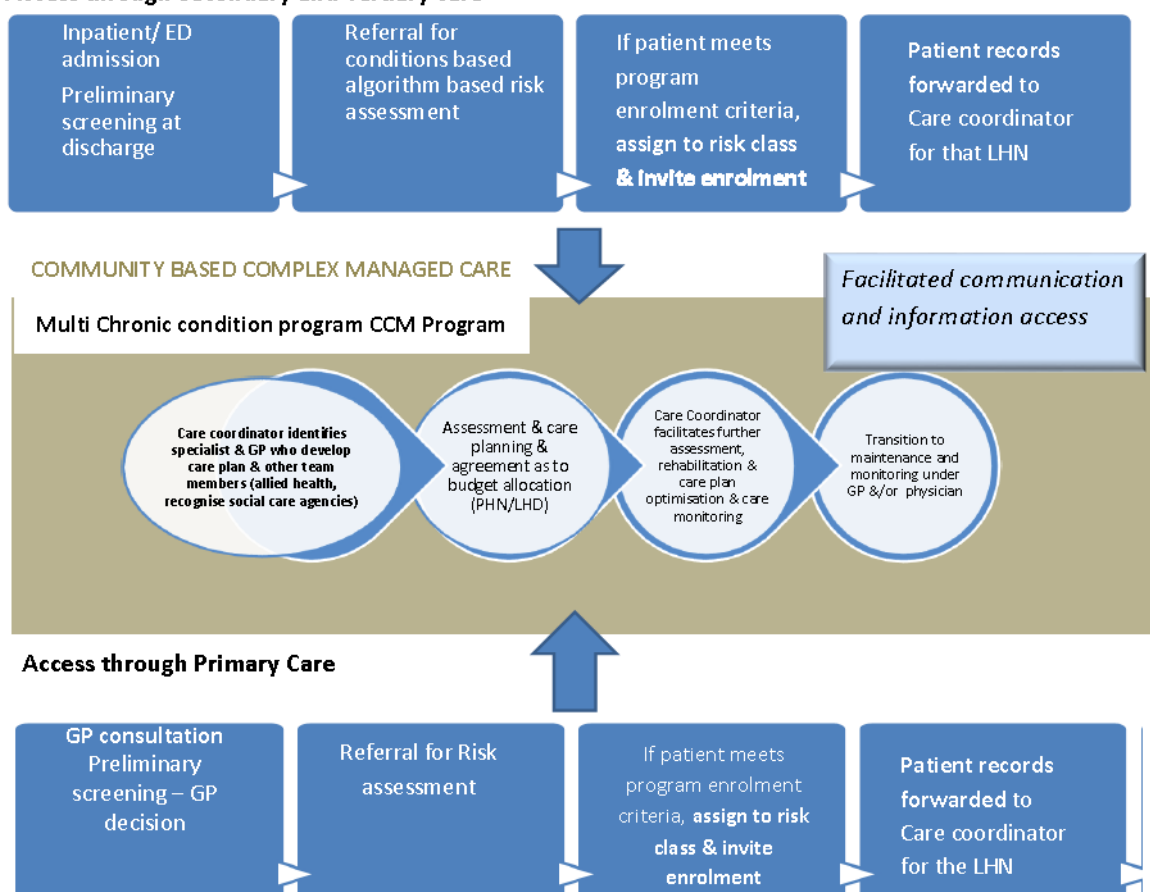 Inpatient/ ED
admission
Preliminary
screening at
discharge
Referral for
conditions based
algorithm based risk
assessment
If patient meets
program
enrolment criteria,
assign to risk class
& invite enrolment
Patient records
forwarded to
Care coordinator
for that LHN
COMMUNITY BASED COMPLEX MANAGED CARE
Facilitated communication
and information access
Multi Chronic condition program CCM Program
Care coordinator identifies
specialist & GP who develop
care plan & other team
members (allied health,
recognise social care agencies)
Assessment & care
planning &
agreement as to
budget allocation
(PHN/LHD)
Care Coordinator
facilitates further
assessment,
rehabilitation &
care plan
optimisation & care
monitoring
Transition to
maintenance and
monitoring under
GP &/or physician
Access through Primary Care
GP consultation
Preliminary
screening – GP
decision
Referral for Risk
assessment
If patient meets
program enrolment
criteria, assign to risk
class & invite
enrolment
Patient records
forwarded to
Care coordinator
for the LHN